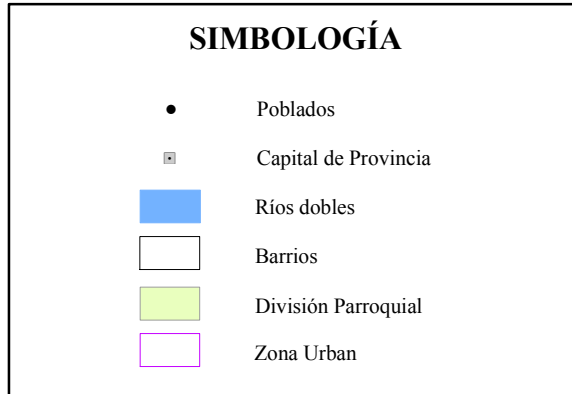 SIMBOLOGÍA
Poblados
Capital de Provincia
Ríos dobles
Barrios
División Parroquial
Zona Urban